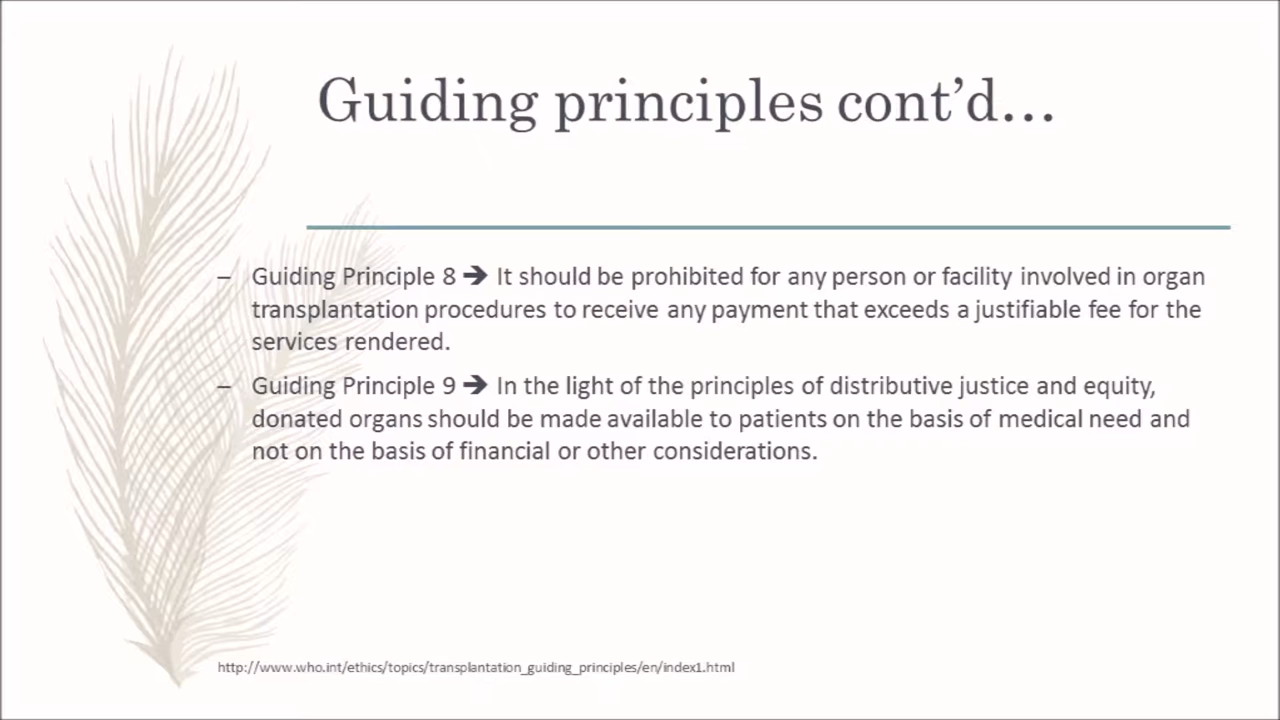 Guiding principles cont’d…
– Guiding Principle 8 ➔ It should be prohibited for any person or facility involved in organ
transplantation procedures to receive any payment that exceeds a justifiable fee for the
services rendered.
– Guiding Principle 9 ➔ In the light of the principles of distributive justice and equity,
donated organs should be made available to patients on the basis of medical need and
not on the basis of financial or other considerations.
http://www.who.int/ethics/topics/transplantation_guiding_principles/en/index1.html